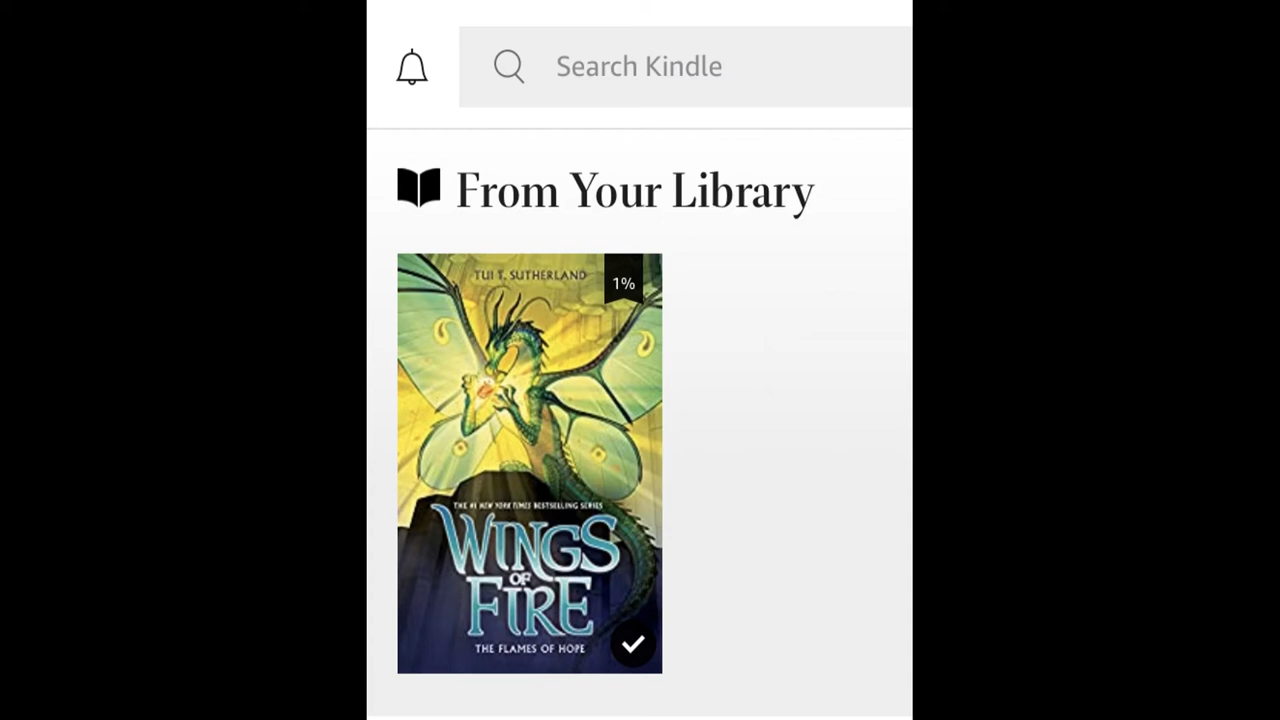 Search Kindle
From Your Library
TUI T. SUTHERLAND
1%
THE #1 NEW YORK TIMES BESTSELLING SERIES
WINGS
OF
FIRE
THE FLAMES OF HOPE